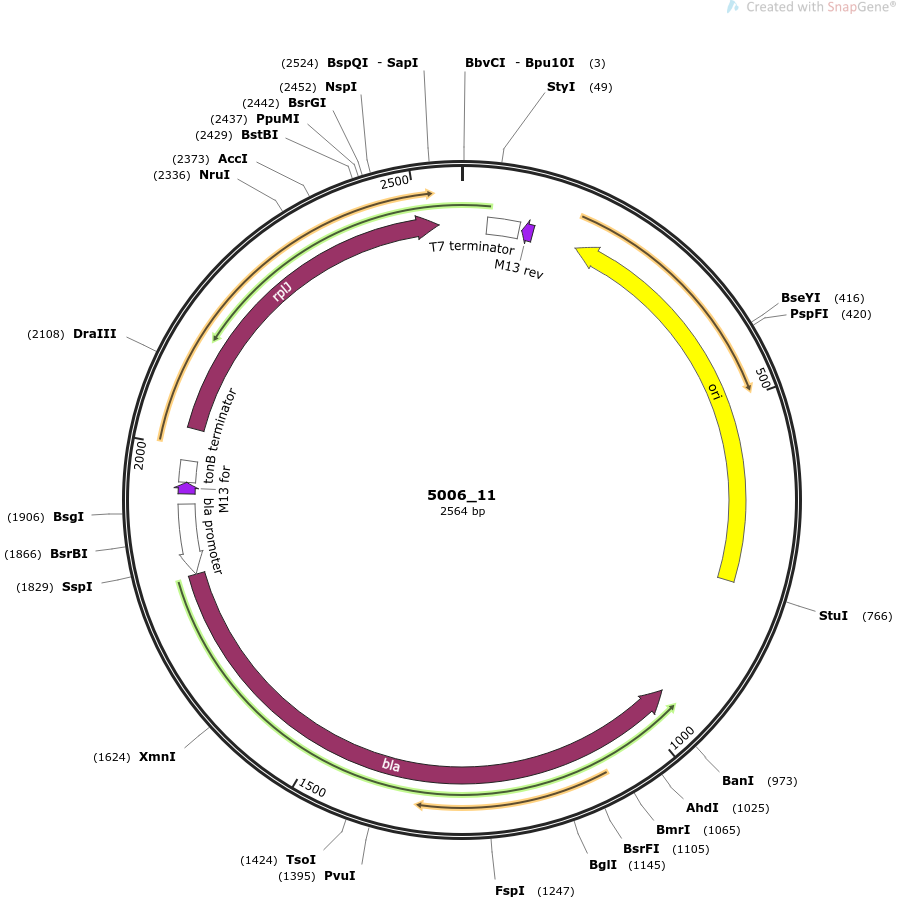 Created with SnapGene®
(2524) BspQI - SapI
BbvCI - Bpu10I (3)
(2452) NspI
StyI (49)
(2442) BsrGI
(2437) PpuMI
(2429) BstBI
(2373) AccI
(2336) NruI
2500
T7 terminator
M13 rev
rplJ
BseYI (416)
PspFI (420)
(2108) DraIII
500
ori
tonB terminator
2000
M13 for
5006_11
2564 bp
bla promoter
(1906) BsgI
(1866) BsrBI
(1829) SspI
StuI (766)
1000
(1624) XmnI
bla
BanI (973)
1500
AhdI (1025)
BmrI (1065)
BsrFI (1105)
(1424) TsoI
BglI (1145)
(1395) PvuI
FspI (1247)